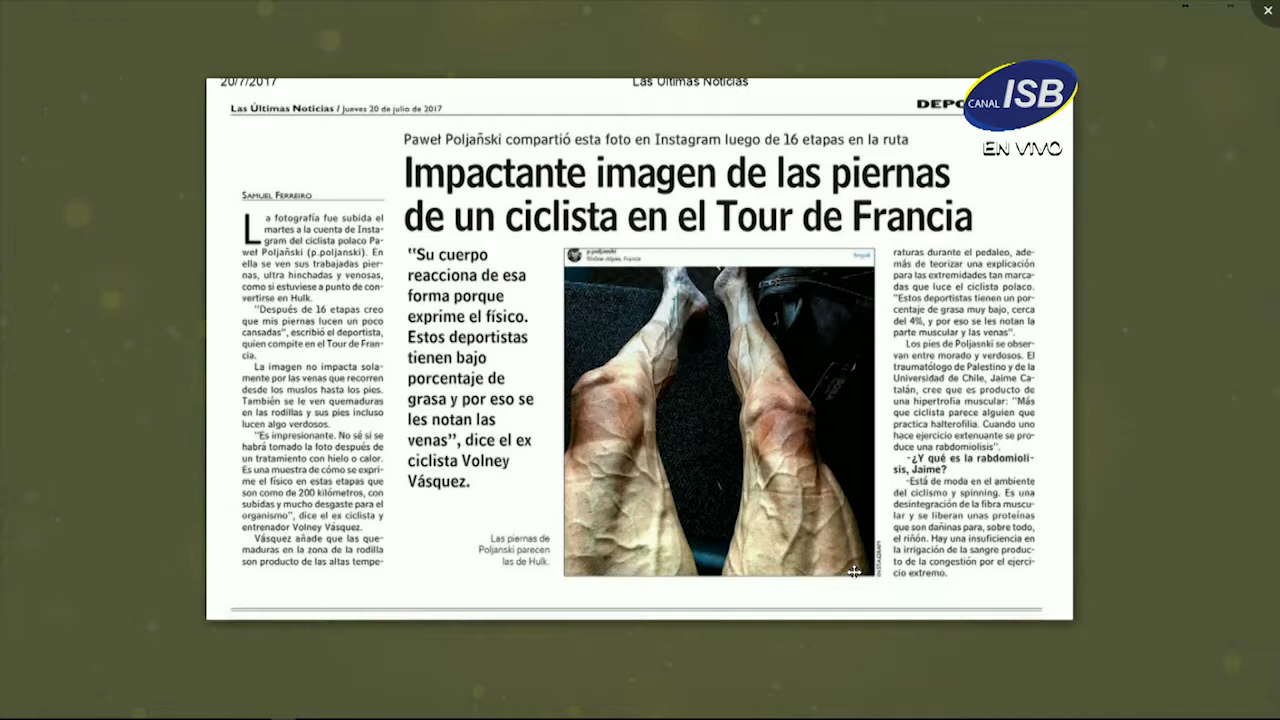 20/7/2017
Las Últimas Noticias
Las Últimas Noticias / Jueves 20 de julio de 2017
DEPO
CANAL ISB
EN VIVO
Paweł Poljański compartió esta foto en Instagram luego de 16 etapas en la ruta
Impactante imagen de las piernas
de un ciclista en el Tour de Francia
SAMUEL FERREIRO
La fotografía fue subida el
martes a la cuenta de Insta-
gram del ciclista polaco Pa-
weł Poljański (p.poljanski). En
ella se ven sus trabajadas pier-
nas, ultra hinchadas y venosas,
como si estuviese a punto de con-
vertirse en Hulk.
"Después de 16 etapas creo
que mis piernas lucen un poco
cansadas", escribió el deportista,
quien compite en el Tour de Fran-
cia.
La imagen no impacta sola-
mente por las venas que recorren
desde los muslos hasta los pies.
También se le ven quemaduras
en las rodillas y sus pies incluso
lucen algo verdosos.
"Es impresionante. No sé si se
habrá tomado la foto después de
un tratamiento con hielo o calor.
Es una muestra de cómo se expri-
me el físico en estas etapas que
son como de 200 kilómetros, con
subidas y mucho desgaste para el
organismo", dice el ex ciclista y
entrenador Volney Vásquez.
Vásquez añade que las que-
maduras en la zona de la rodilla
son producto de las altas tempe-
"Su cuerpo
reacciona de esa
forma porque
exprime el físico.
Estos deportistas
tienen bajo
porcentaje de
grasa y por eso se
les notan las
venas", dice el ex
ciclista Volney
Vásquez.
Las piernas de
Poljanski parecen
las de Hulk.
p.poljanski
Rhône-Alpes, France
INSTAGRAM
raturas durante el pedaleo, ade-
más de teorizar una explicación
para las extremidades tan marca-
das que luce el ciclista polaco.
"Estos deportistas tienen un por-
centaje de grasa muy bajo, cerca
del 4%, y por eso se les notan la
parte muscular y las venas".
Los pies de Poljasnki se obser-
van entre morado y verdosos. El
traumatólogo de Palestino y de la
Universidad de Chile, Jaime Ca-
talán, cree que es producto de
una hipertrofia muscular: "Más
que ciclista parece alguien que
practica halterofilia. Cuando uno
hace ejercicio extenuante se pro-
duce una rabdomiolisis".
-¿Y qué es la rabdomioli-
sis, Jaime?
-Está de moda en el ambiente
del ciclismo y spinning. Es una
desintegración de la fibra muscu-
lar y se liberan unas proteínas
que son dañinas para, sobre todo,
el riñón. Hay una insuficiencia en
la irrigación de la sangre produc-
to de la congestión por el ejerci-
cio extremo.